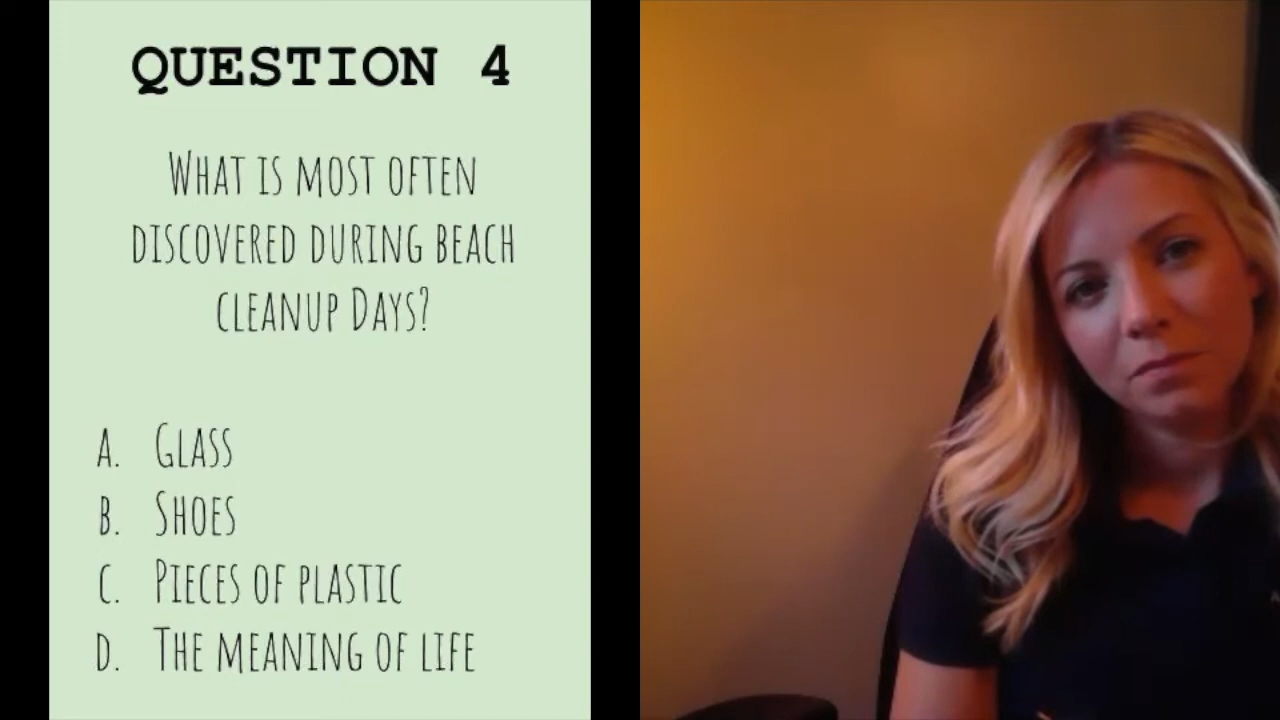 QUESTION 4
WHAT IS MOST OFTEN
DISCOVERED DURING BEACH
CLEANUP DAYS?
A. GLASS
B. SHOES
C. PIECES OF PLASTIC
D. THE MEANING OF LIFE